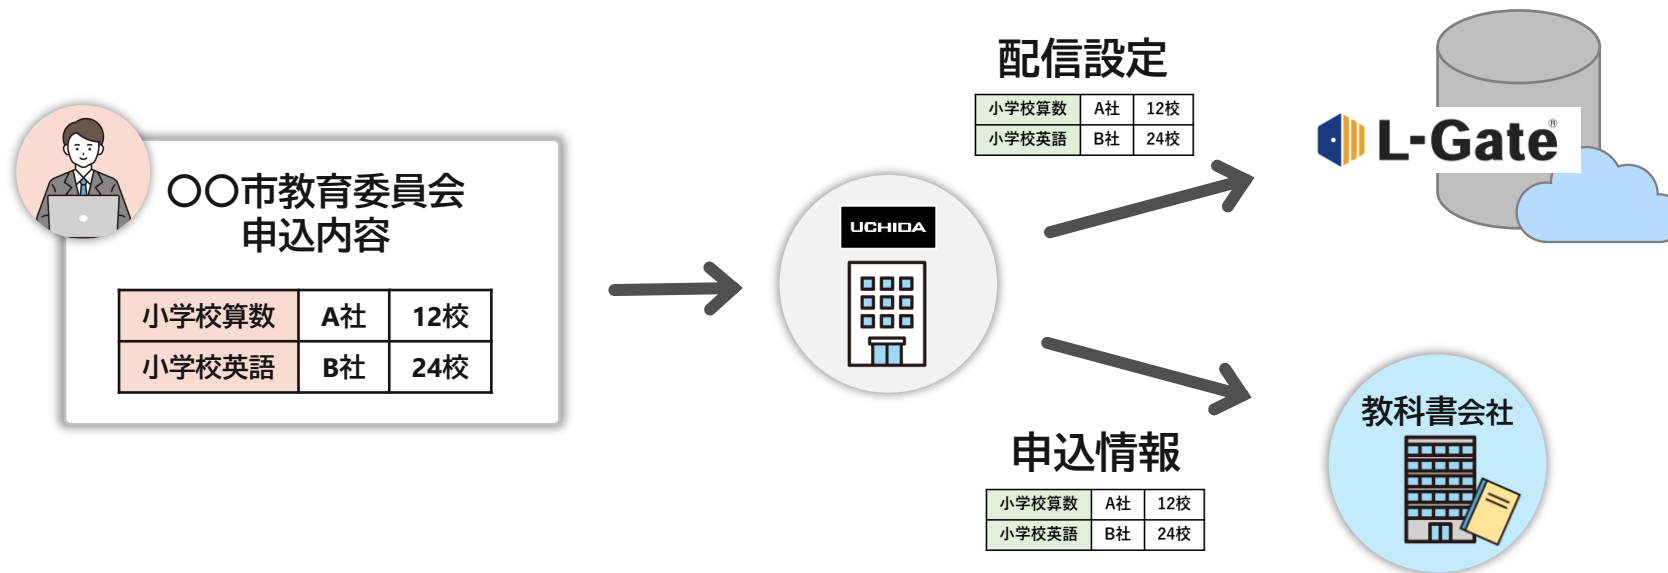 〇〇市教育委員会
申込内容
小学校算数 A社 12校
小学校英語 B社 24校
UCHIDA
配信設定
小学校算数 A社 12校
小学校英語 B社 24校
L-Gate®
申込情報
小学校算数 A社 12校
小学校英語 B社 24校
教科書会社